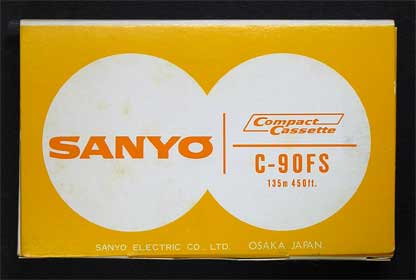 SANYO
Compact
Cassette
C-90FS
135m 450ft.
SANYO ELECTRIC CO., LTD. OSAKA JAPAN.